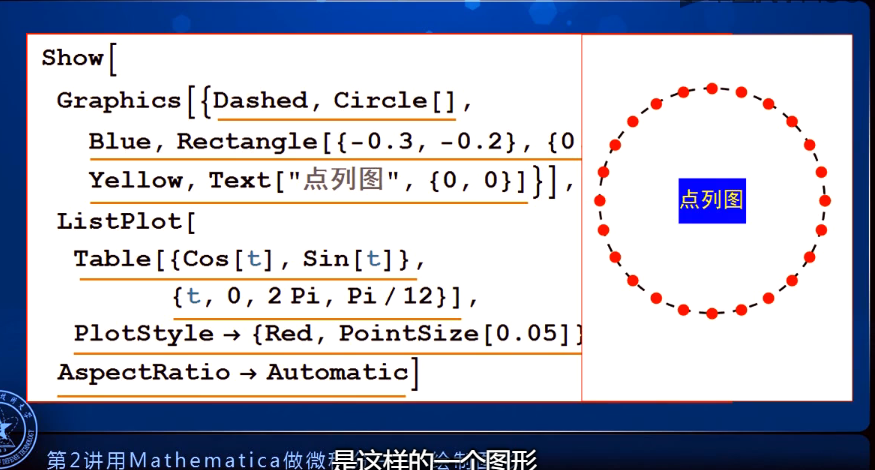 Show[
Graphics[{Dashed, Circle[],
Blue, Rectangle[{-0.3, -0.2}, {0.
Yellow, Text["点列图", {0, 0}]}],
ListPlot[
Table[{Cos[t], Sin[t]},
{t, 0, 2 Pi, Pi / 12}],
PlotStyle → {Red, PointSize[0.05]}
AspectRatio → Automatic]
点列图
第2讲用Mathematica做微
是这样的一个图形